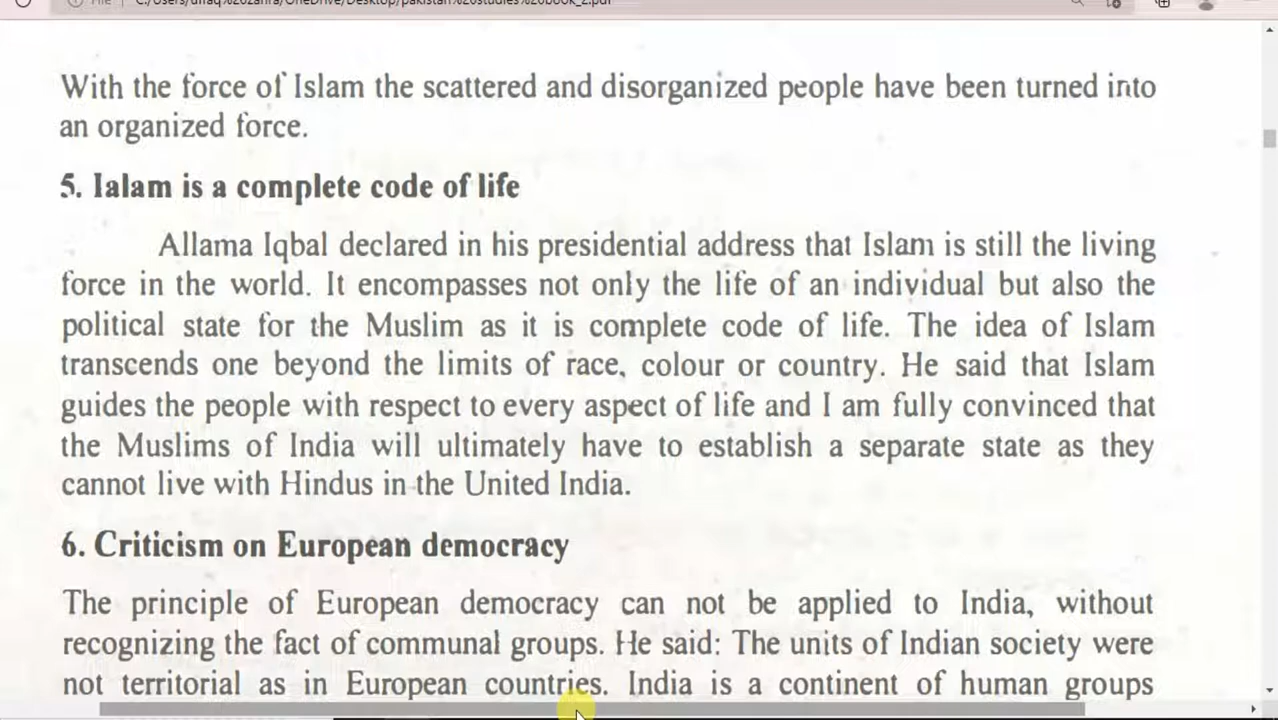 With the force of Islam the scattered and disorganized people have been turned into
an organized force.
5. Ialam is a complete code of life
Allama Iqbal declared in his presidential address that Islam is still the living
force in the world. It encompasses not only the life of an individual but also the
political state for the Muslim as it is complete code of life. The idea of Islam
transcends one beyond the limits of race, colour or country. He said that Islam
guides the people with respect to every aspect of life and I am fully convinced that
the Muslims of India will ultimately have to establish a separate state as they
cannot live with Hindus in the United India.
6. Criticism on European democracy
The principle of European democracy can not be applied to India, without
recognizing the fact of communal groups. He said: The units of Indian society were
not territorial as in European countries. India is a continent of human groups